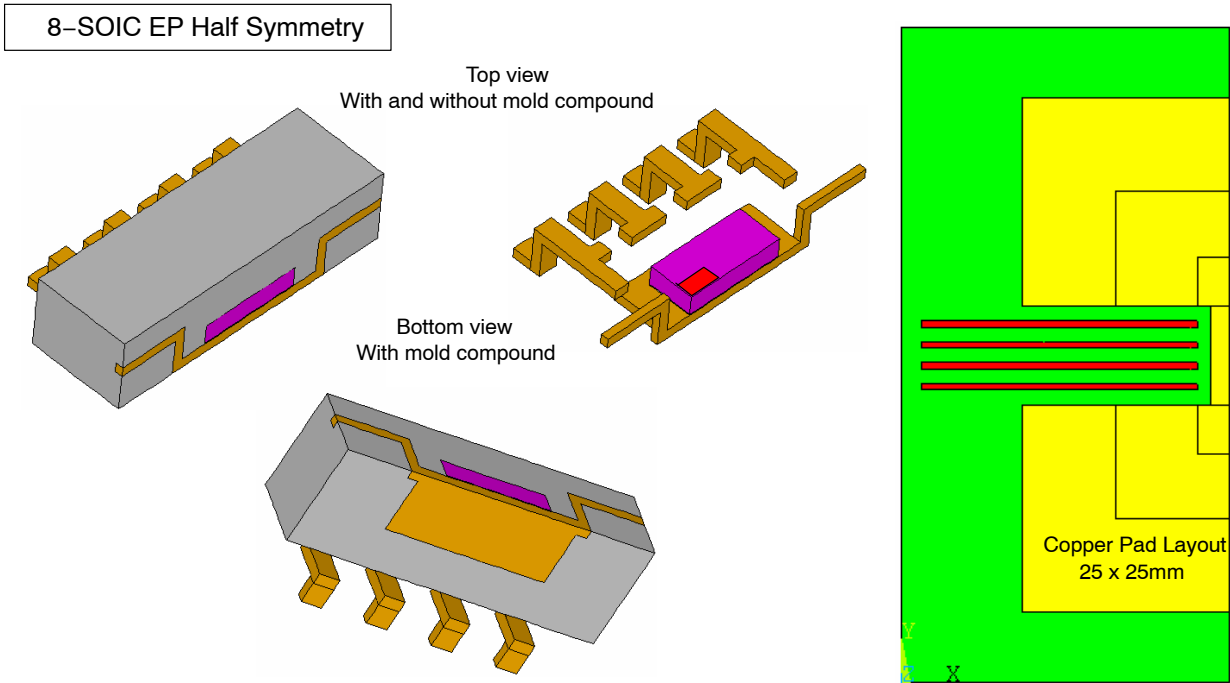 8−SOIC EP Half Symmetry
Top view
With and without mold compound
Bottom view
With mold compound
Copper Pad Layout
25 x 25mm
Y
Z
X